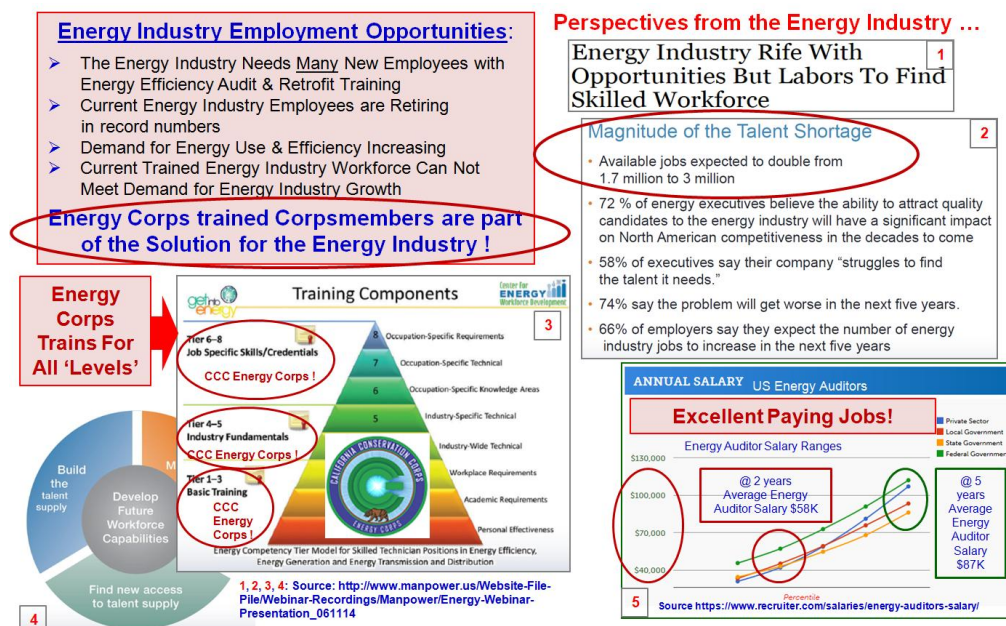 Energy Industry Employment Opportunities:
The Energy Industry Needs Many New Employees with
Energy Efficiency Audit & Retrofit Training
Current Energy Industry Employees are Retiring
in record numbers
Demand for Energy Use & Efficiency Increasing
Current Trained Energy Industry Workforce Can Not
Meet Demand for Energy Industry Growth
Energy Corps trained Corpsmembers are part
of the Solution for the Energy Industry !
Perspectives from the Energy Industry …
1
Energy Industry Rife With
Opportunities But Labors To Find
Skilled Workforce
2
Magnitude of the Talent Shortage
• Available jobs expected to double from
1.7 million to 3 million
• 72 % of energy executives believe the ability to attract quality
candidates to the energy industry will have a significant impact
on North American competitiveness in the decades to come
• 58% of executives say their company “struggles to find
the talent it needs.”
• 74% say the problem will get worse in the next five years.
• 66% of employers say they expect the number of energy
industry jobs to increase in the next five years
Energy
Corps
Trains For
All ‘Levels’
get into
energy
Training Components
Center for
ENERGY
Workforce Development
3
Tier 6–8
Job Specific Skills/Credentials
CCC Energy Corps !
Tier 4–5
Industry Fundamentals
CCC Energy Corps !
Tier 1–3
Basic Training
CCC
Energy
Corps !
8 Occupation-Specific Requirements
7 Occupation-Specific Technical
6 Occupation-Specific Knowledge Areas
5 Industry-Specific Technical
Industry-Wide Technical
Workplace Requirements
Academic Requirements
Personal Effectiveness
CALIFORNIA CONSERVATION CORPS
ENERGY CORPS
Energy Competency Tier Model for Skilled Technician Positions in Energy Efficiency,
Energy Generation and Energy Transmission and Distribution
Build
the
talent
supply
M
Develop
Future
Workforce
Capabilities
Find new access
to talent supply
4
1, 2, 3, 4: Source: http://www.manpower.us/Website-File-
Pile/Webinar-Recordings/Manpower/Energy-Webinar-
Presentation_061114
ANNUAL SALARY US Energy Auditors
Excellent Paying Jobs!
Private Sector
Local Government
State Government
Federal Government
Energy Auditor Salary Ranges
$130,000
$100,000
$70,000
$40,000
@ 2 years
Average Energy
Auditor Salary $58K
@ 5
years
Average
Energy
Auditor
Salary
$87K
Percentile
5
Source https://www.recruiter.com/salaries/energy-auditors-salary/